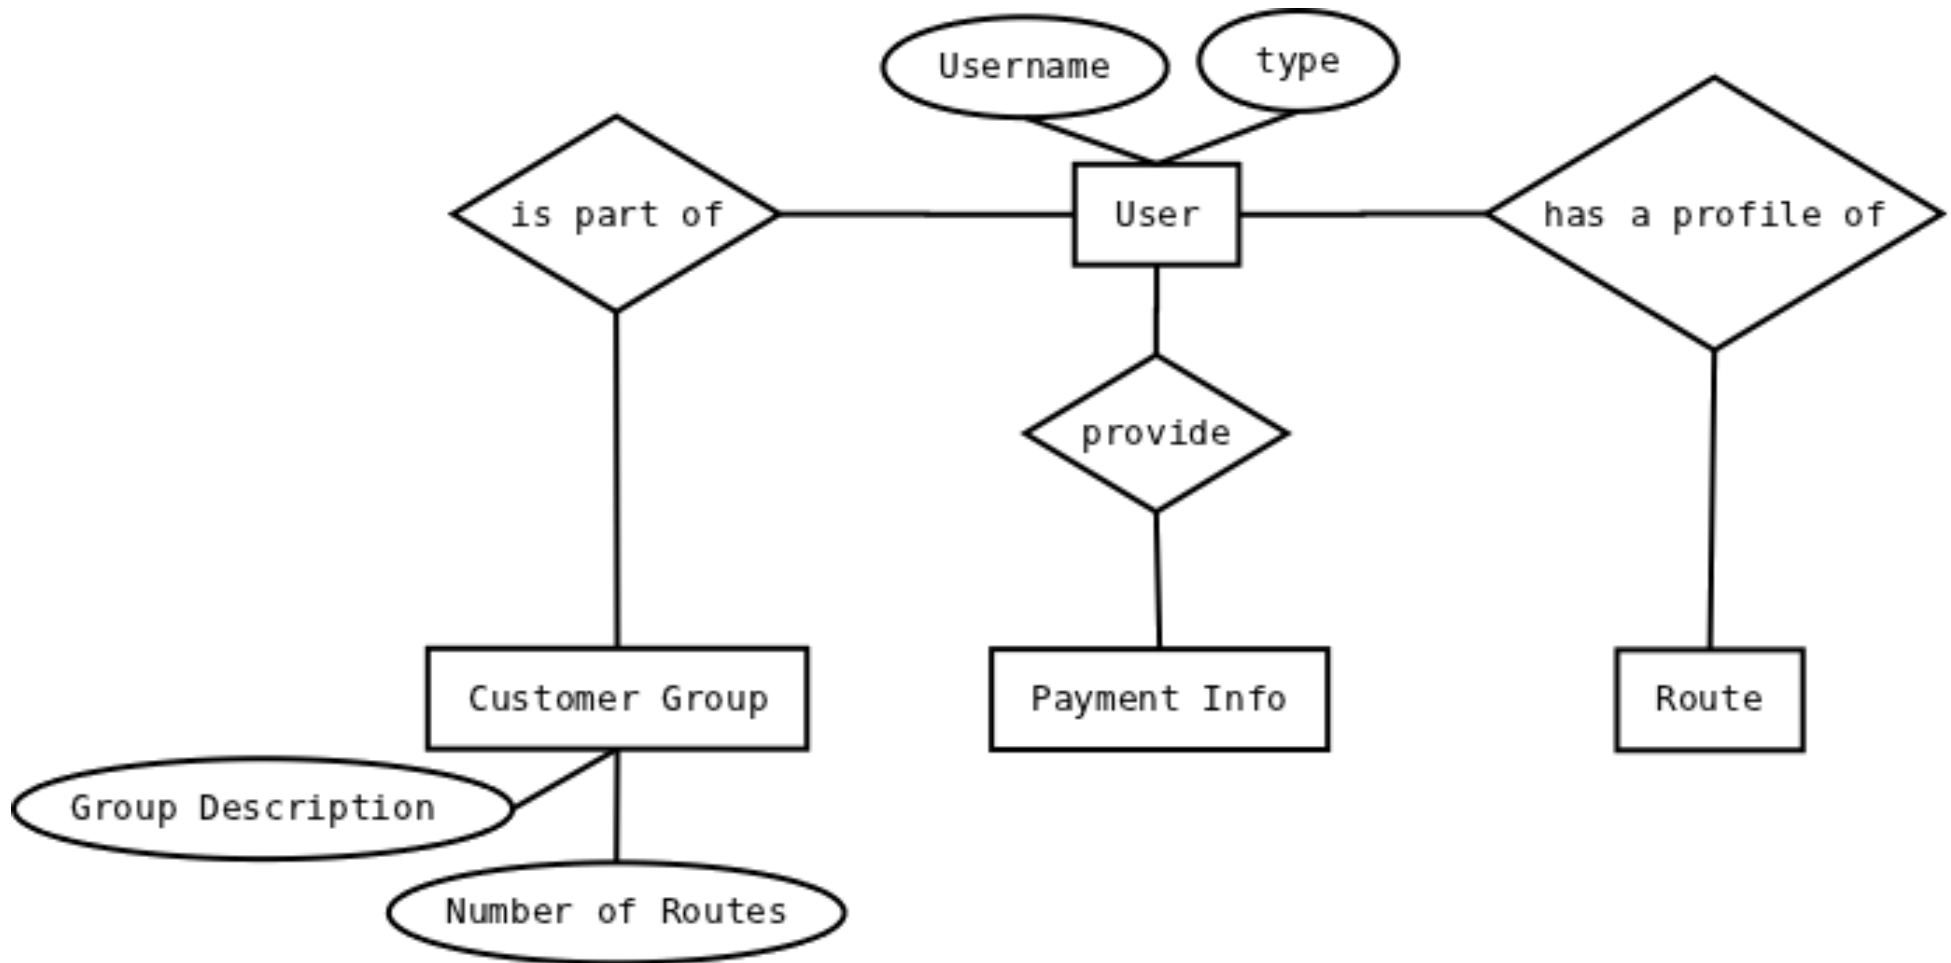 Username
type
is part of
User
has a profile of
provide
Customer Group
Payment Info
Route
Group Description
Number of Routes